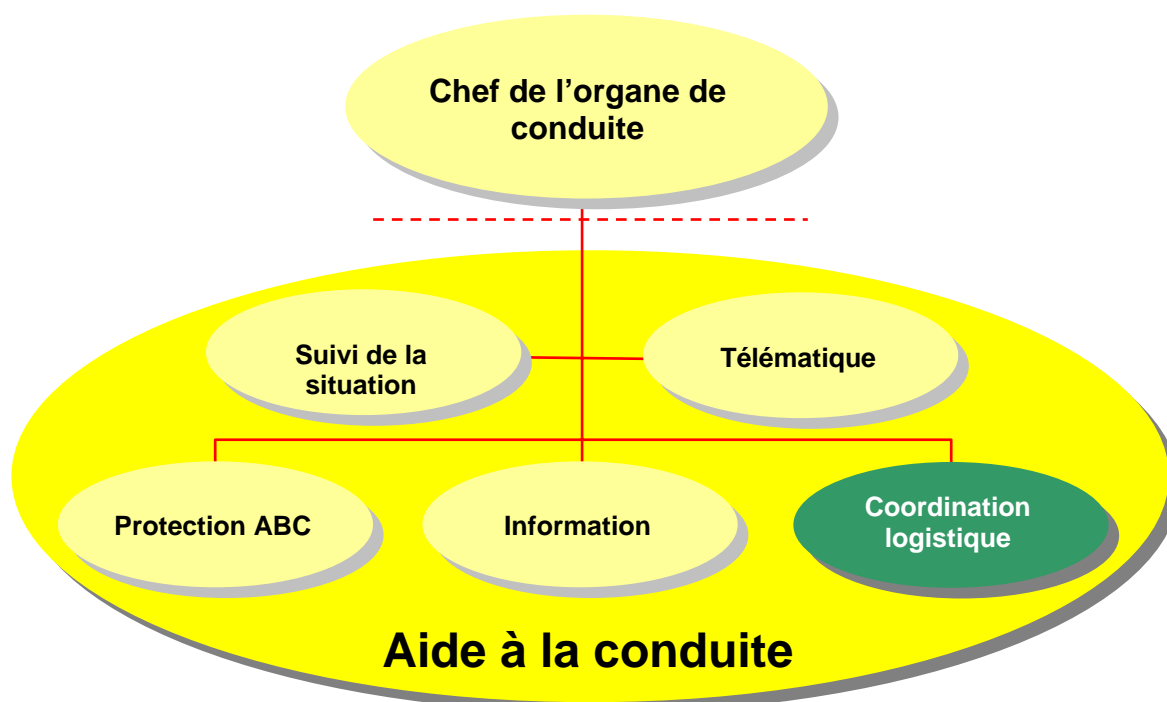 Chef de l’organe de
conduite
Suivi de la
situation
Télématique
Protection ABC
Information
Coordination
logistique
Aide à la conduite